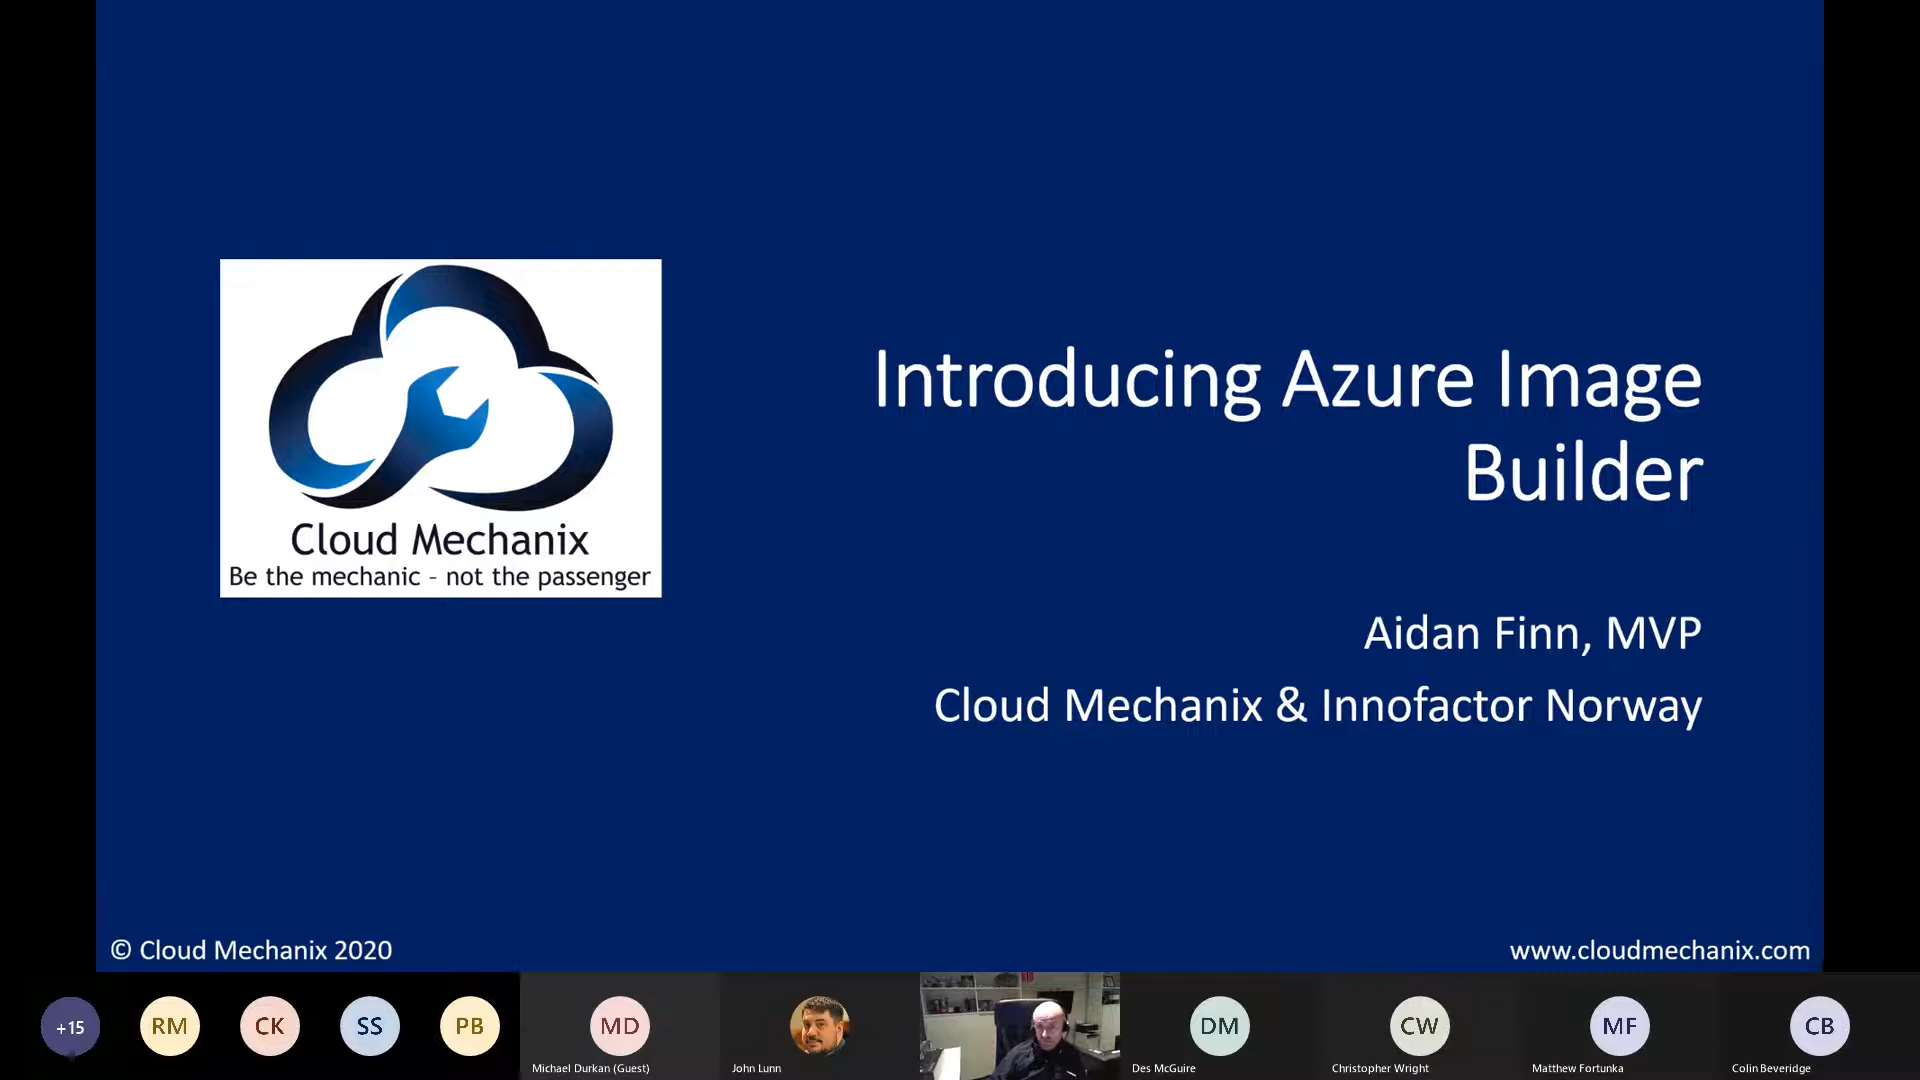 Cloud Mechanix
Be the mechanic - not the passenger
Introducing Azure Image
Builder
Aidan Finn, MVP
Cloud Mechanix & Innofactor Norway
© Cloud Mechanix 2020
www.cloudmechanix.com
+15
RM
CK
SS
PB
MD
Michael Durkan (Guest)
John Lunn
DM
Des McGuire
CW
Christopher Wright
MF
Matthew Fortunka
CB
Colin Beveridge